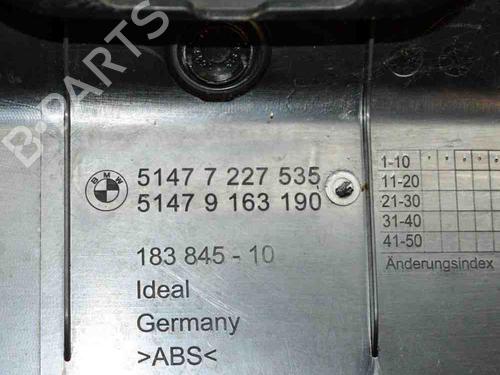 B-PARTS
BMW
5147 7 227 535
5147 9 163 190
183 845 - 10
Ideal
Germany
>ABS<
1-10
11-20
21-30
31-40
41-50
Änderungsindex